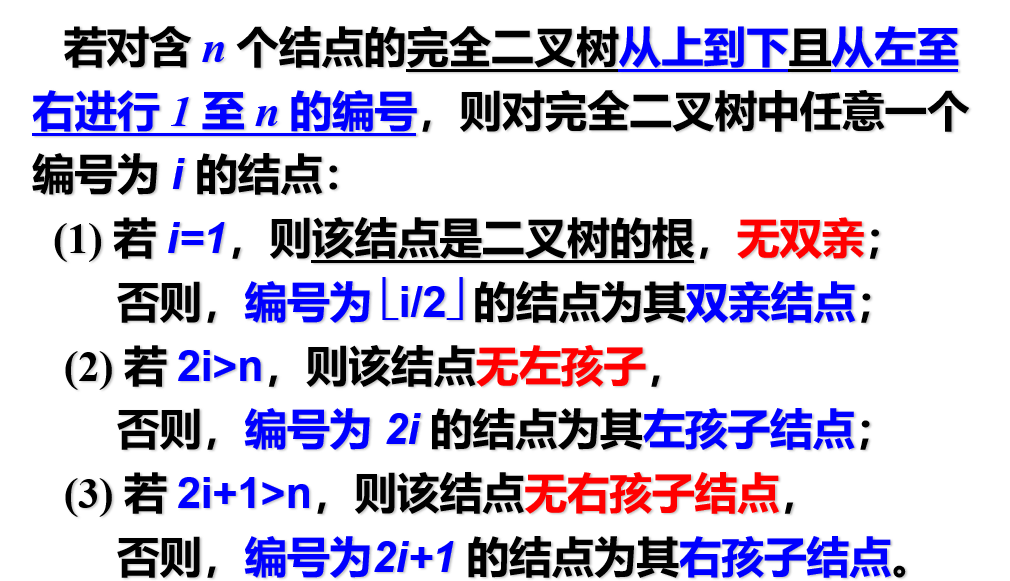 若对含 n 个结点的完全二叉树从上到下且从左至
右进行 1 至 n 的编号，则对完全二叉树中任意一个
编号为 i 的结点：
(1) 若 i=1，则该结点是二叉树的根，无双亲；
否则，编号为⌊i/2⌋的结点为其双亲结点；
(2) 若 2i>n，则该结点无左孩子，
否则，编号为 2i 的结点为其左孩子结点；
(3) 若 2i+1>n，则该结点无右孩子结点，
否则，编号为2i+1 的结点为其右孩子结点。